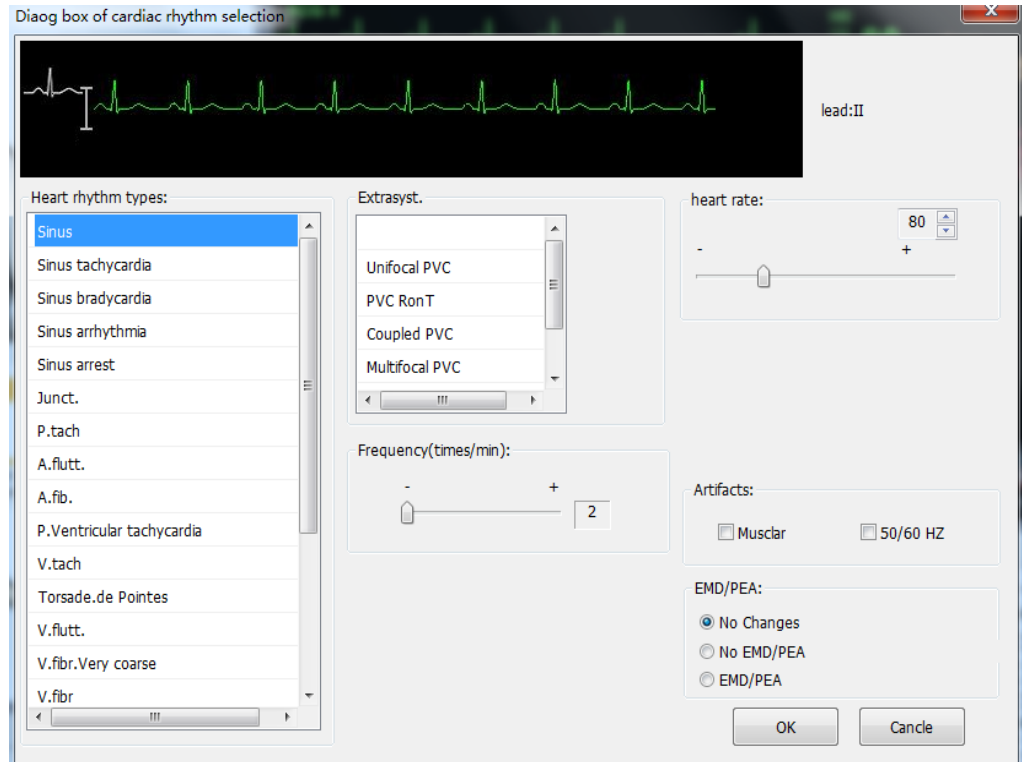 Diaog box of cardiac rhythm selection
lead:II
Heart rhythm types:
Sinus
Sinus tachycardia
Sinus bradycardia
Sinus arrhythmia
Sinus arrest
Junct.
P.tach
A.flutt.
A.fib.
P.Ventricular tachycardia
V.tach
Torsade.de Pointes
V.flutt.
V.fibr.Very coarse
V.fibr
Extrasyst.
Unifocal PVC
PVC RonT
Coupled PVC
Multifocal PVC
Frequency(times/min):
- +
2
heart rate:
80
- +
Artifacts:
Musclar 50/60 HZ
EMD/PEA:
No Changes
No EMD/PEA
EMD/PEA
OK Cancle